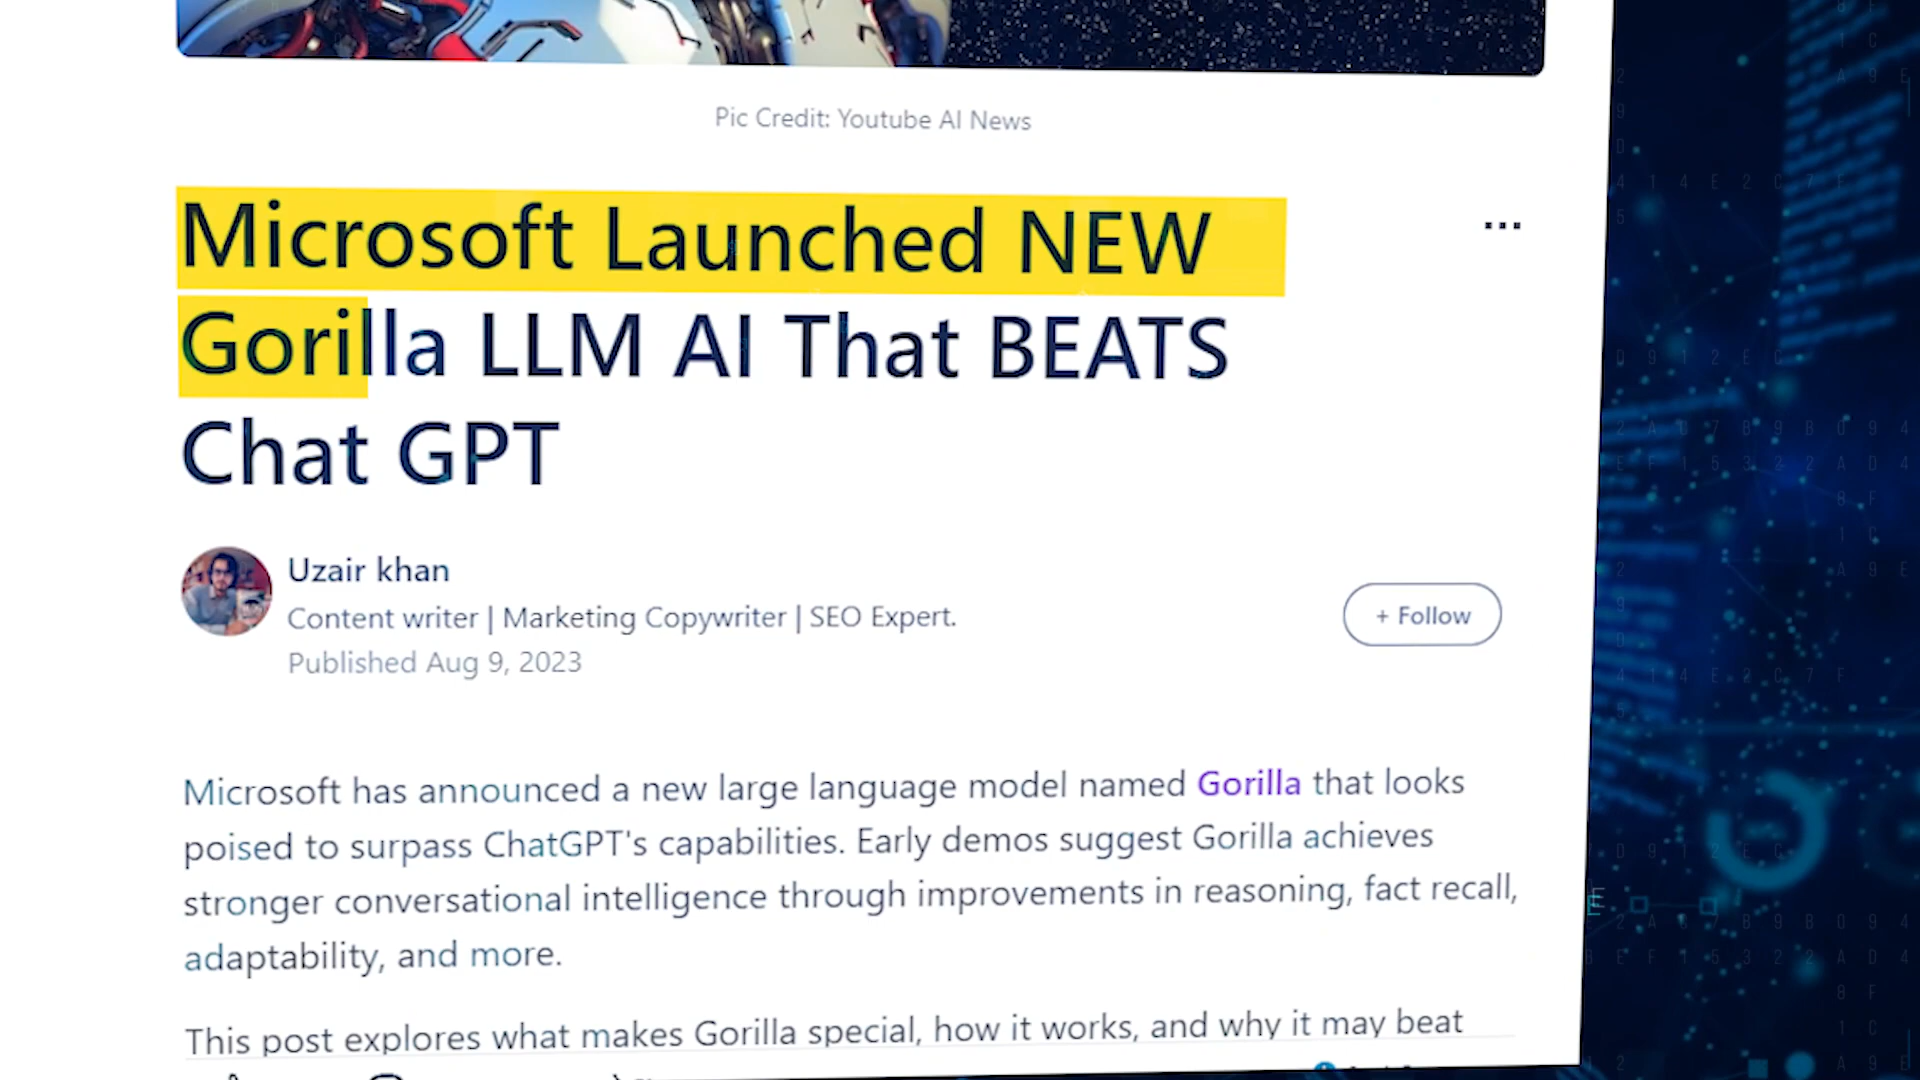 Pic Credit: Youtube AI News
Microsoft Launched NEW
Gorilla LLM AI That BEATS
Chat GPT
Uzair khan
Content writer | Marketing Copywriter | SEO Expert.
Published Aug 9, 2023
+ Follow
Microsoft has announced a new large language model named Gorilla that looks
poised to surpass ChatGPT's capabilities. Early demos suggest Gorilla achieves
stronger conversational intelligence through improvements in reasoning, fact recall,
adaptability, and more.
This post explores what makes Gorilla special, how it works, and why it may beat